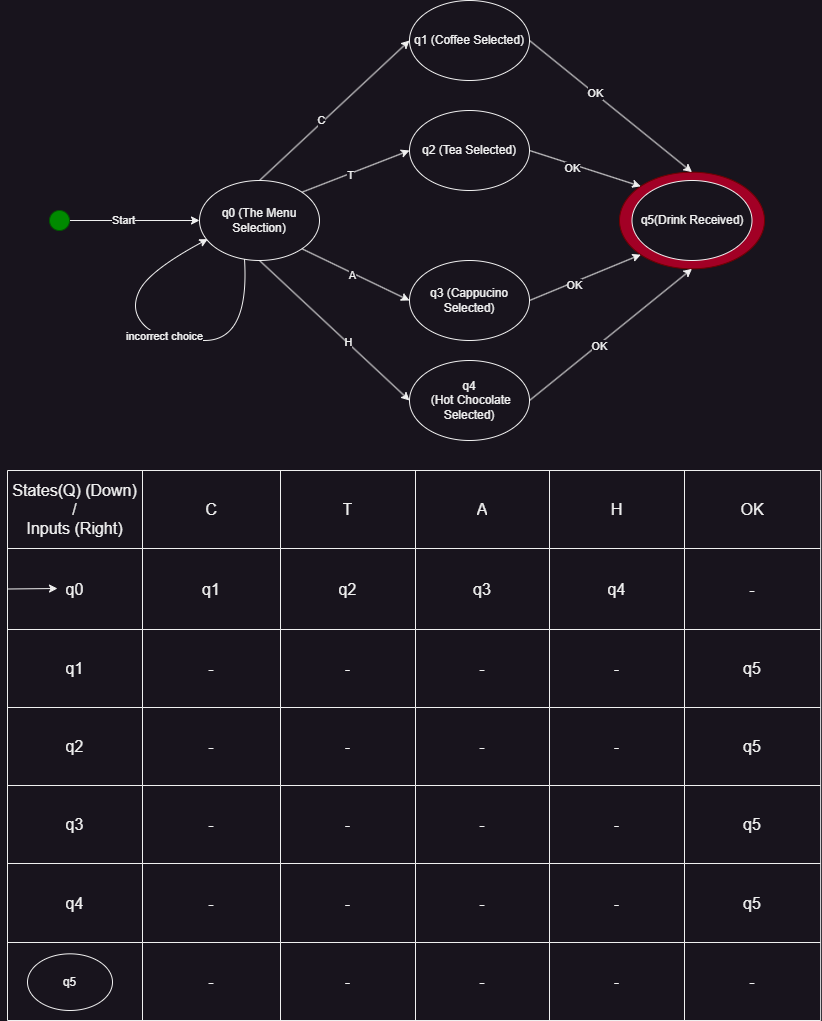 q1 (Coffee Selected)
OK
C
q2 (Tea Selected)
OK
T
Start
q0 (The Menu
Selection)
q5(Drink Received)
A
q3 (Cappucino
Selected)
OK
incorrect choice
H
OK
q4
(Hot Chocolate
Selected)
States(Q) (Down)
/
Inputs (Right)
C T A H OK
q0 q1 q2 q3 q4 -
q1 - - - - q5
q2 - - - - q5
q3 - - - - q5
q4 - - - - q5
q5 - - - - -